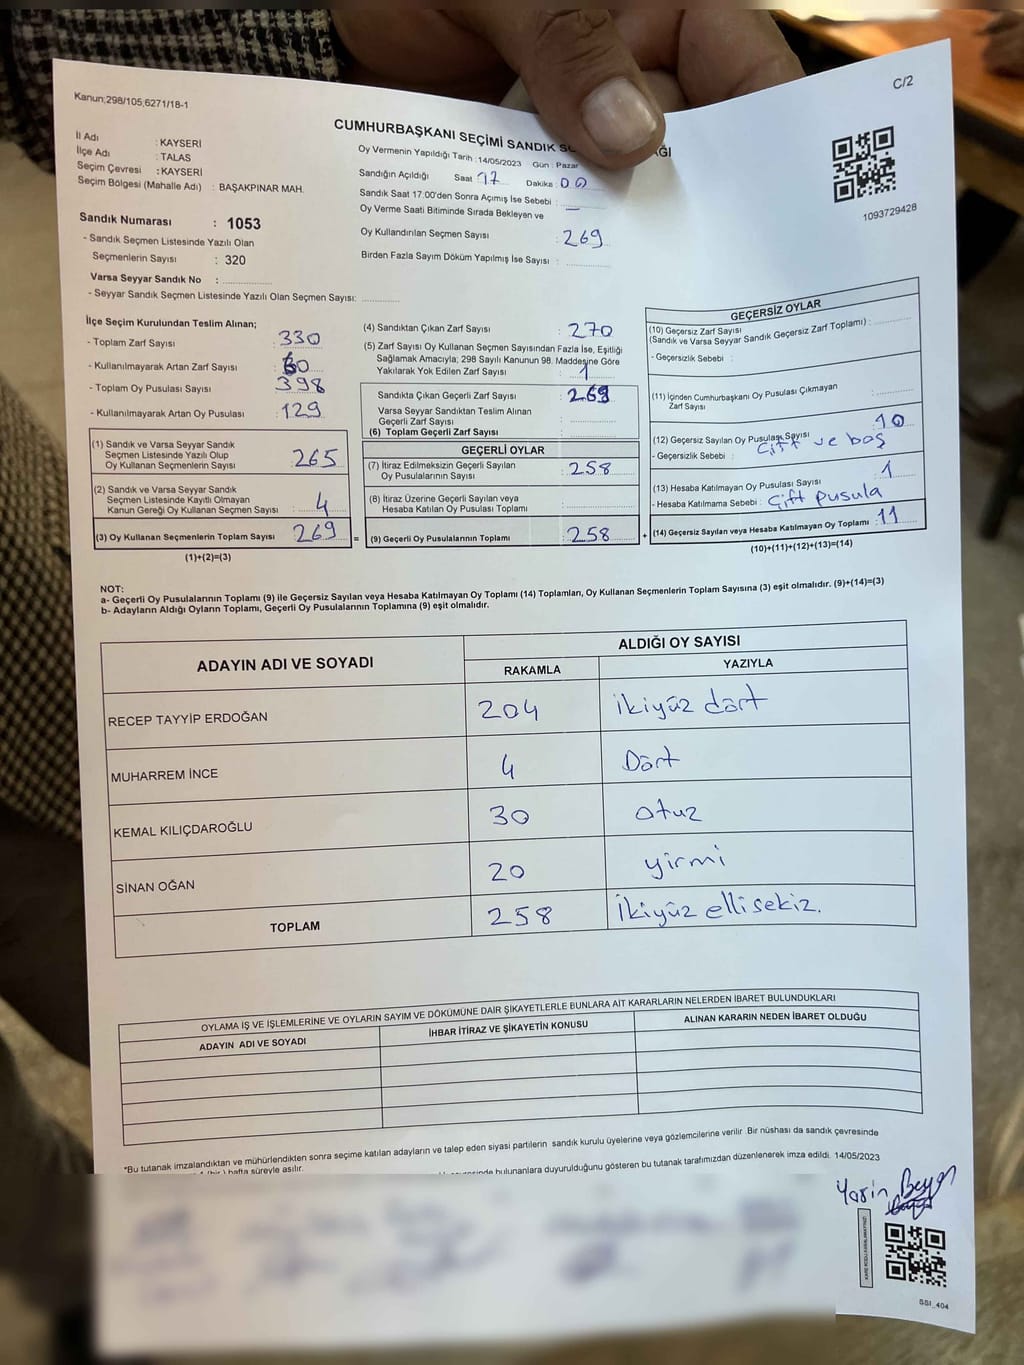 C/2
Kanun;298/105,6271/18-1
CUMHURBAŞKANI SEÇİMİ SANDIK
İl Adı : KAYSERİ
İlçe Adı : TALAS
Seçim Çevresi : KAYSERİ
Seçim Bölgesi (Mahalle Adı) : BAŞAKPINAR MAH.
Oy Vermenin Yapıldığı Tarih : 14/05/2023 Gün : Pazar
Sandığın Açıldığı Saat 17 Dakika : 00
Sandık Saat 17:00'den Sonra Açımış İse Sebebi : —
Oy Verme Saati Bitiminde Sırada Bekleyen ve
Oy Kullandırılan Seçmen Sayısı : 269
Birden Fazla Sayım Döküm Yapılmış İse Sayısı :
1093729428
Sandık Numarası : 1053
- Sandık Seçmen Listesinde Yazılı Olan
Seçmenlerin Sayısı : 320
Varsa Seyyar Sandık No :
- Seyyar Sandık Seçmen Listesinde Yazılı Olan Seçmen Sayısı:
İlçe Seçim Kurulundan Teslim Alınan;
- Toplam Zarf Sayısı : 330
- Kullanılmayarak Artan Zarf Sayısı : 60
- Toplam Oy Pusulası Sayısı : 398
- Kullanılmayarak Artan Oy Pusulası : 129
(1) Sandık ve Varsa Seyyar Sandık
Seçmen Listesinde Yazılı Olup
Oy Kullanan Seçmenlerin Sayısı : 265
(2) Sandık ve Varsa Seyyar Sandık
Seçmen Listesinde Kayıtlı Olmayan
Kanun Gereği Oy Kullanan Seçmen Sayısı : 4
(3) Oy Kullanan Seçmenlerin Toplam Sayısı : 269 =
(1)+(2)=(3)
(4) Sandıktan Çıkan Zarf Sayısı : 270
(5) Zarf Sayısı Oy Kullanan Seçmen Sayısından Fazla İse, Eşitliği
Sağlamak Amacıyla; 298 Sayılı Kanunun 98. Maddesine Göre
Yakılarak Yok Edilen Zarf Sayısı : 1
Sandıkta Çıkan Geçerli Zarf Sayısı : 269
Varsa Seyyar Sandıktan Teslim Alınan
Geçerli Zarf Sayısı :
(6) Toplam Geçerli Zarf Sayısı :
GEÇERLİ OYLAR
(7) İtiraz Edilmeksizin Geçerli Sayılan
Oy Pusulalarının Sayısı : 258
(8) İtiraz Üzerine Geçerli Sayılan veya
Hesaba Katılan Oy Pusulası Toplamı :
(9) Geçerli Oy Pusulalarının Toplamı : 258 +
GEÇERSİZ OYLAR
(10) Geçersiz Zarf Sayısı
(Sandık ve Varsa Seyyar Sandık Geçersiz Zarf Toplamı) :
- Geçersizlik Sebebi :
(11) İçinden Cumhurbaşkanı Oy Pusulası Çıkmayan
Zarf Sayısı :
(12) Geçersiz Sayılan Oy Pusulası Sayısı : 10
- Geçersizlik Sebebi : çift ve boş
(13) Hesaba Katılmayan Oy Pusulası Sayısı : 1
- Hesaba Katılmama Sebebi : çift pusula
(14) Geçersiz Sayılan veya Hesaba Katılmayan Oy Toplamı : 11
(10)+(11)+(12)+(13)=(14)
NOT:
a- Geçerli Oy Pusulalarının Toplamı (9) ile Geçersiz Sayılan veya Hesaba Katılmayan Oy Toplamı (14) Toplamları, Oy Kullanan Seçmenlerin Toplam Sayısına (3) eşit olmalıdır. (9)+(14)=(3)
b- Adayların Aldığı Oyların Toplamı, Geçerli Oy Pusulalarının Toplamına (9) eşit olmalıdır.
ADAYIN ADI VE SOYADI ALDIĞI OY SAYISI
RAKAMLA YAZIYLA
RECEP TAYYİP ERDOĞAN 204 ikiyüz dört
MUHARREM İNCE 4 Dört
KEMAL KILIÇDAROĞLU 30 otuz
SİNAN OĞAN 20 yirmi
TOPLAM 258 ikiyüz ellisekiz.
OYLAMA İŞ VE İŞLEMLERİNE VE OYLARIN SAYIM VE DÖKÜMÜNE DAİR ŞİKAYETLERLE BUNLARA AİT KARARLARIN NELERDEN İBARET BULUNDUKLARI
ADAYIN ADI VE SOYADI İHBAR İTİRAZ VE ŞİKAYETİN KONUSU ALINAN KARARIN NEDEN İBARET OLDUĞU
*Bu tutanak imzalandıktan ve mühürlendikten sonra seçime katılan adayların ve talep eden siyasi partilerin sandık kurulu üyelerine veya gözlemcilerine verilir. Bir nüshası da sandık çevresinde
hafta süreyle asılır.
bulunanlara duyurulduğunu gösteren bu tutanak tarafımızdan düzenlenerek imza edildi. 14/05/2023
SSI_404